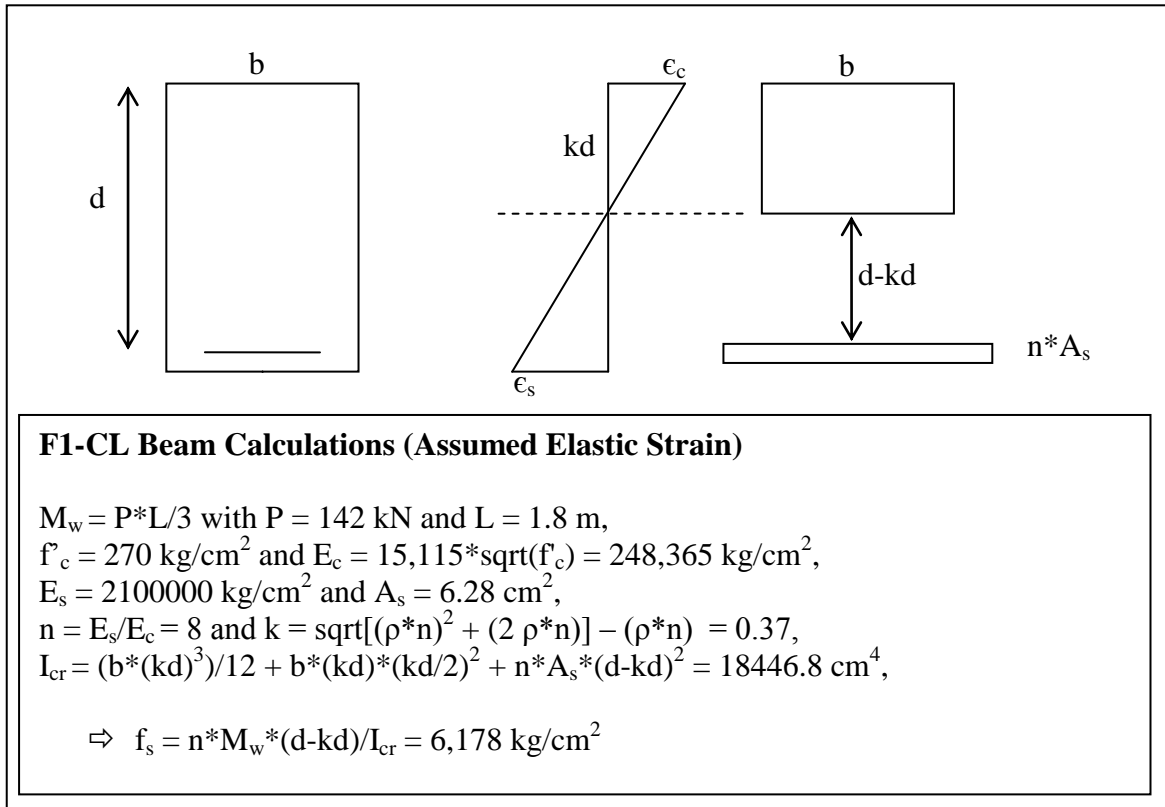 b
ϵc
b
kd
d
d-kd
n*As
ϵs
F1-CL Beam Calculations (Assumed Elastic Strain)
Mw = P*L/3 with P = 142 kN and L = 1.8 m,
f’c = 270 kg/cm² and Ec = 15,115*sqrt(f'c) = 248,365 kg/cm²,
Es = 2100000 kg/cm² and As = 6.28 cm²,
n = Es/Ec = 8 and k = sqrt[(ρ*n)² + (2 ρ*n)] – (ρ*n) = 0.37,
Icr = (b*(kd)³)/12 + b*(kd)*(kd/2)² + n*As*(d-kd)² = 18446.8 cm⁴,
⇨ fs = n*Mw*(d-kd)/Icr = 6,178 kg/cm²